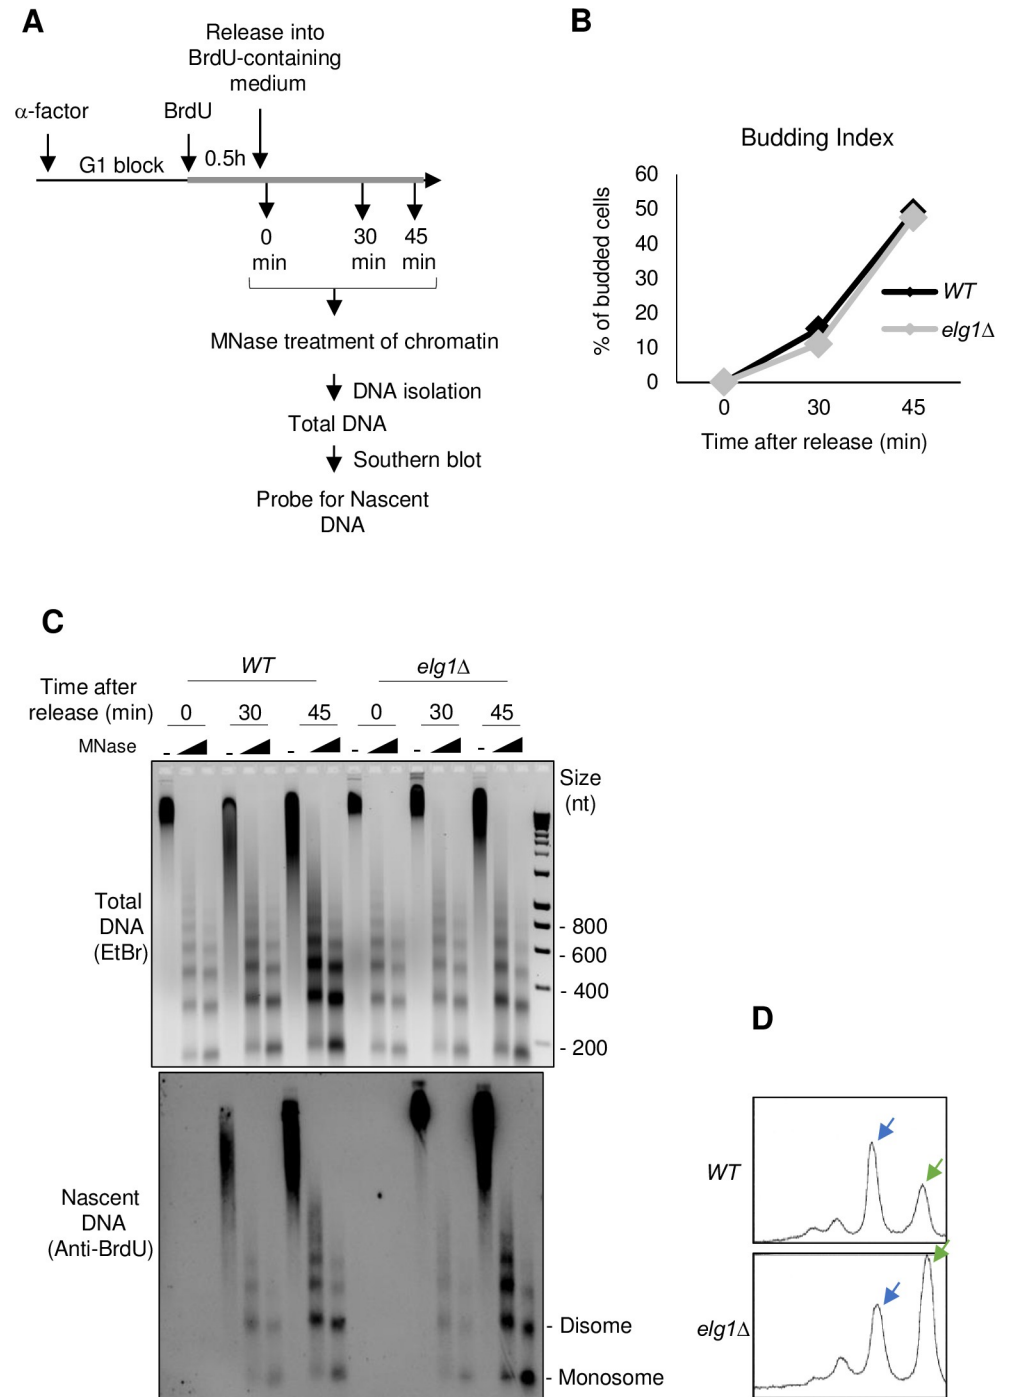 A
Release into
BrdU-containing
medium
α-factor
BrdU
G1 block
0.5h
0
min
30
min
45
min
MNase treatment of chromatin
DNA isolation
Total DNA
Southern blot
Probe for Nascent
DNA
B
Budding Index
% of budded cells
60
50
40
30
20
10
0
0 30 45
Time after release (min)
WT
elg1Δ
C
WT elg1Δ
Time after
release (min)
0 30 45 0 30 45
MNase
- - - - - -
Size
(nt)
Total
DNA
(EtBr)
- 800
- 600
- 400
- 200
Nascent
DNA
(Anti-BrdU)
- Disome
- Monosome
D
WT
elg1Δ